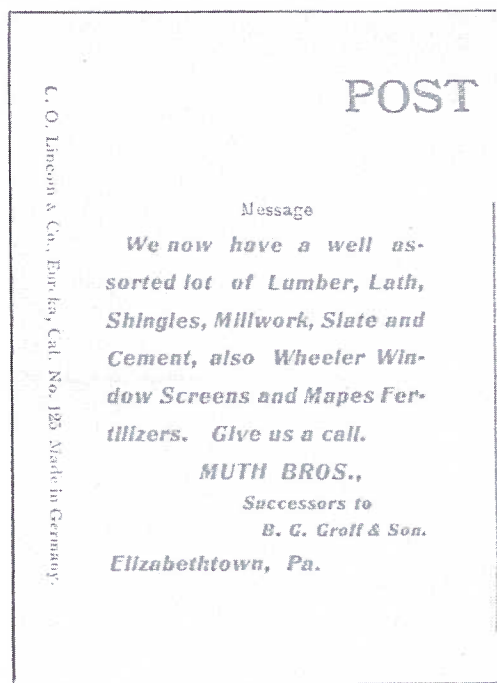 POST
C. O. Lincoln & Co., Eureka, Cal. No. 125 Made in Germany.
Message
We now have a well as-
sorted lot of Lumber, Lath,
Shingles, Millwork, Slate and
Cement, also Wheeler Win-
dow Screens and Mapes Fer-
tilizers. Give us a call.
MUTH BROS.,
Successors to
B. G. Groff & Son.
Elizabethtown, Pa.